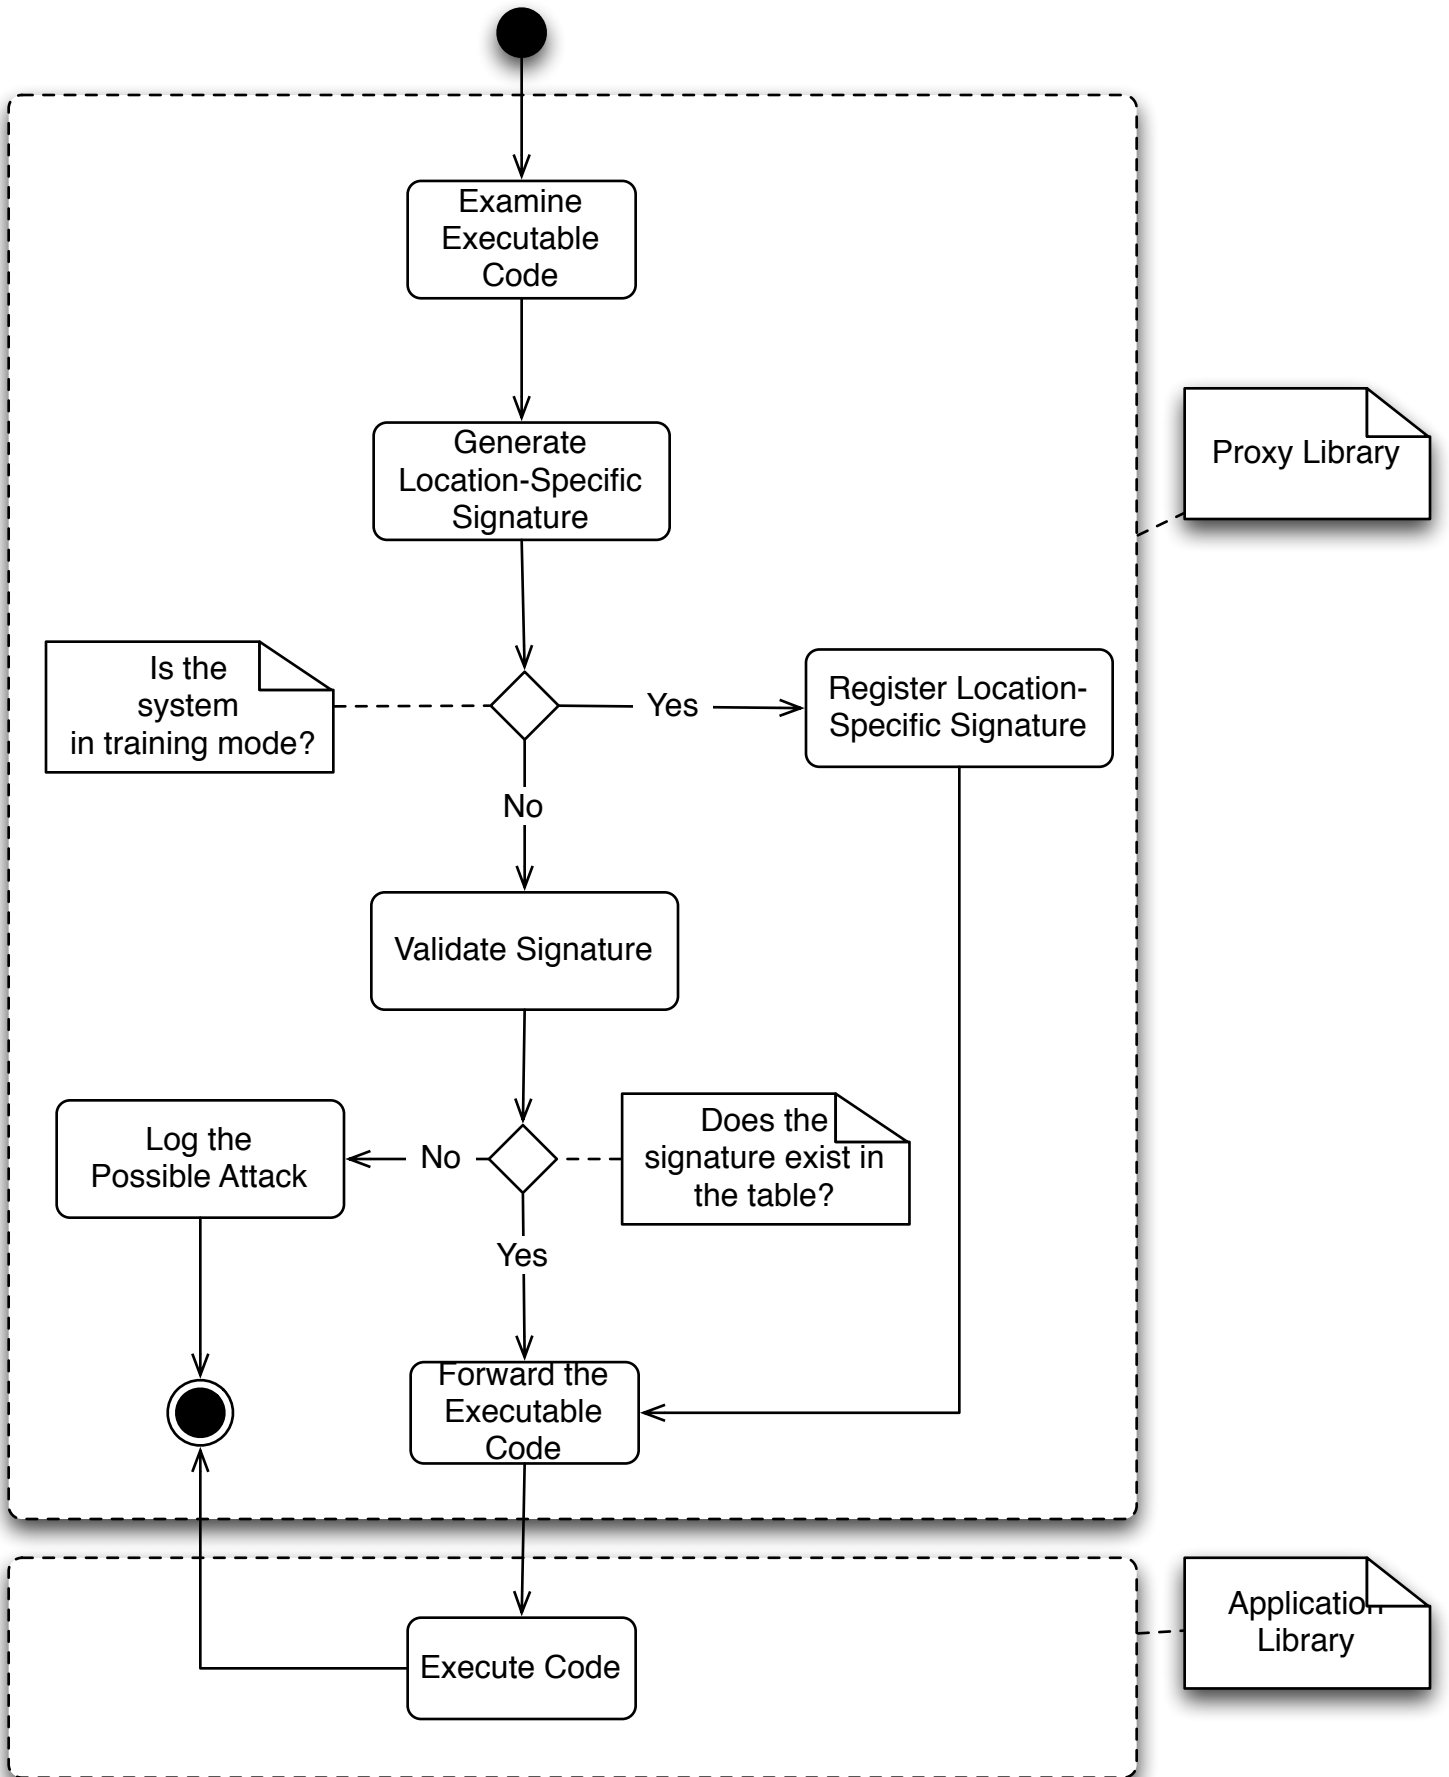 Examine
Executable
Code
Generate
Location-Specific
Signature
Proxy Library
Is the
system
in training mode?
Yes
Register Location-
Specific Signature
No
Validate Signature
Log the
Possible Attack
No
Does the
signature exist in
the table?
Yes
Forward the
Executable
Code
Application
Library
Execute Code